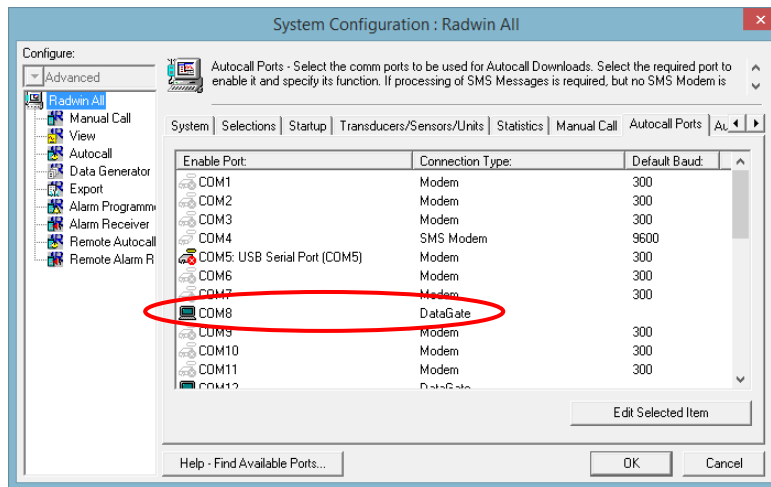 System Configuration : Radwin All
Configure:
Advanced
Radwin All
Manual Call
View
Autocall
Data Generator
Export
Alarm Programm
Alarm Receiver
Remote Autocall
Remote Alarm R
Autocall Ports - Select the comm ports to be used for Autocall Downloads. Select the required port to
enable it and specify its function. If processing of SMS Messages is required, but no SMS Modem is
System Selections Startup Transducers/Sensors/Units Statistics Manual Call Autocall Ports Au
Enable Port: Connection Type: Default Baud:
COM1 Modem 300
COM2 Modem 300
COM3 Modem 300
COM4 SMS Modem 9600
COM5: USB Serial Port (COM5) Modem 300
COM6 Modem 300
COM7 Modem 300
COM8 DataGate
COM9 Modem 300
COM10 Modem 300
COM11 Modem 300
COM12 DataGate
Edit Selected Item
Help - Find Available Ports... OK Cancel